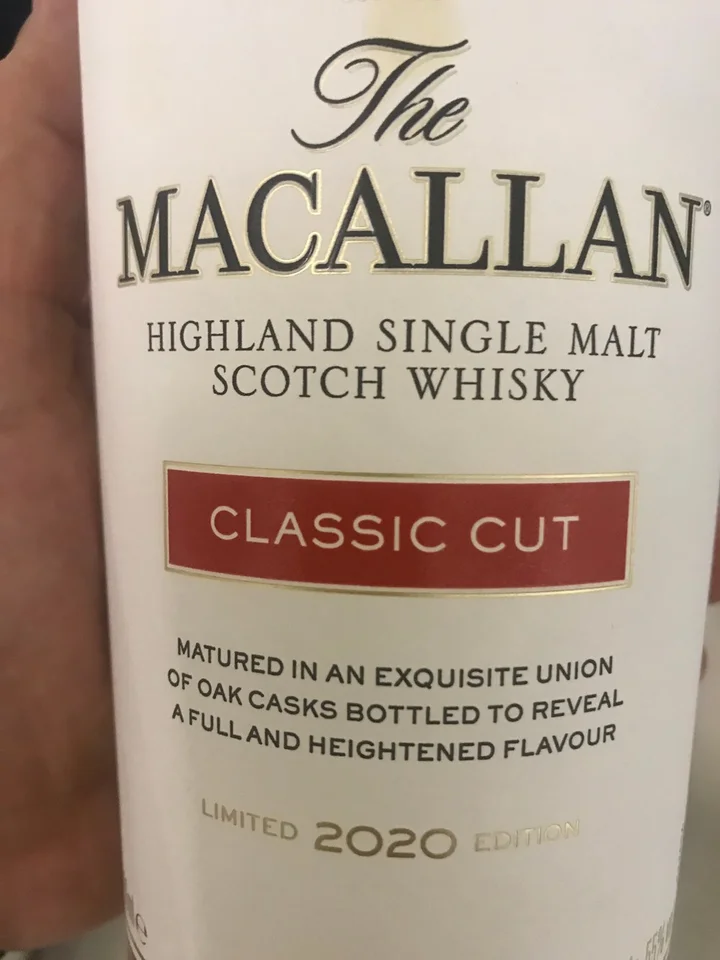 The
MACALLAN®
HIGHLAND SINGLE MALT
SCOTCH WHISKY
CLASSIC CUT
MATURED IN AN EXQUISITE UNION
OF OAK CASKS BOTTLED TO REVEAL
A FULL AND HEIGHTENED FLAVOUR
LIMITED 2020 EDITION
55%